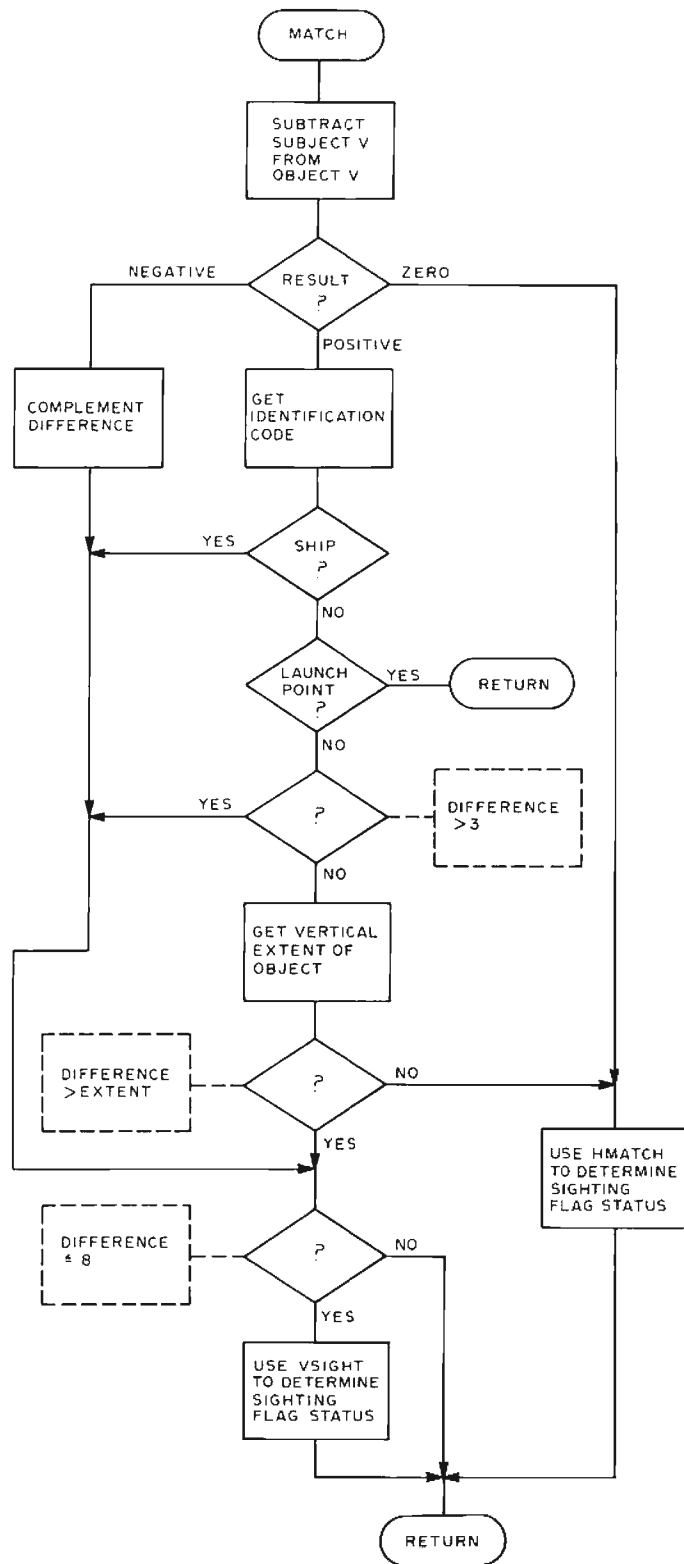 MATCH
SUBTRACT
SUBJECT V
FROM
OBJECT V
NEGATIVE
RESULT
?
ZERO
POSITIVE
COMPLEMENT
DIFFERENCE
GET
IDENTIFICATION
CODE
YES
SHIP
?
NO
LAUNCH
POINT
?
YES
RETURN
NO
YES
?
DIFFERENCE
>3
NO
GET VERTICAL
EXTENT OF
OBJECT
DIFFERENCE
>EXTENT
?
NO
YES
USE HMATCH
TO DETERMINE
SIGHTING
FLAG STATUS
DIFFERENCE
≤ 8
?
NO
YES
USE VSIGHT
TO DETERMINE
SIGHTING
FLAG STATUS
RETURN